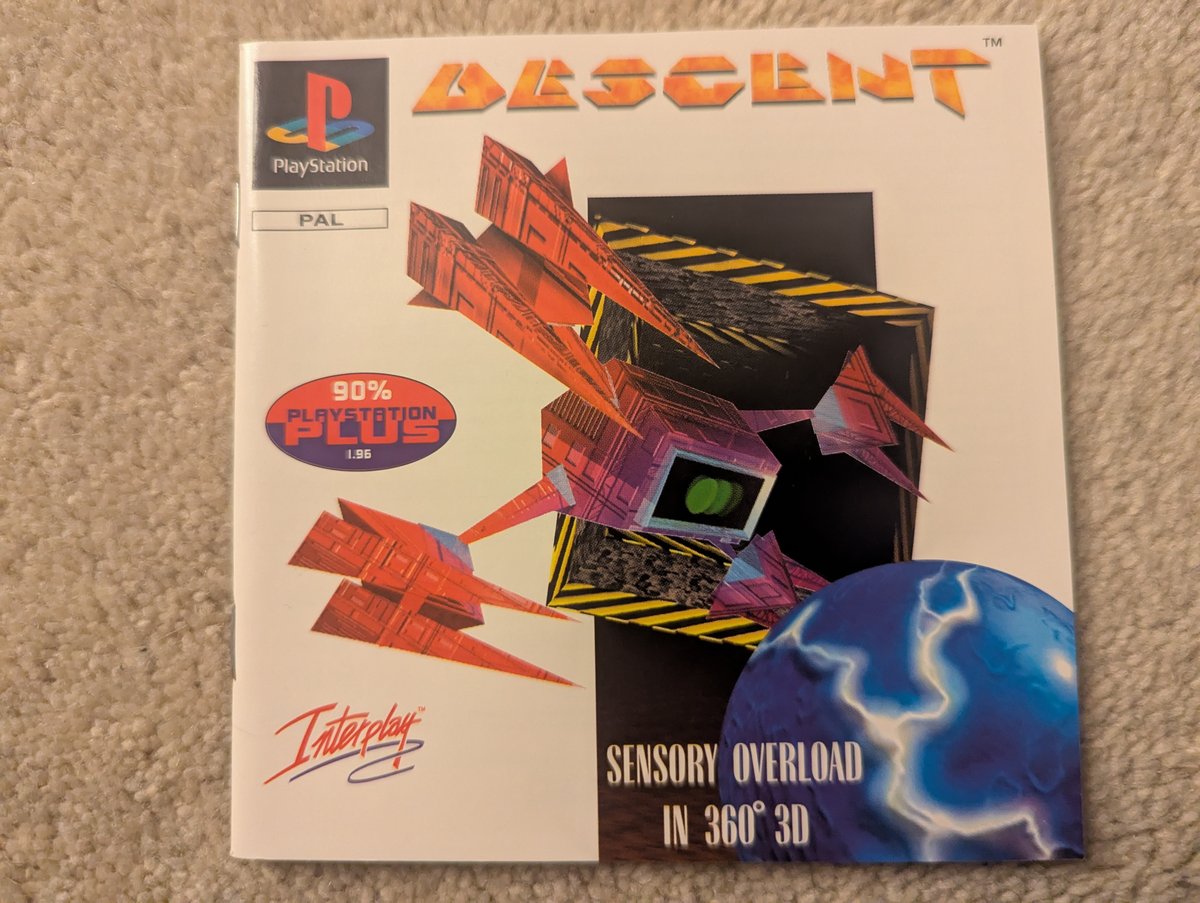 DESCENT™
PlayStation
PAL
90%
PLAYSTATION
PLUS
1.96
Interplay™
SENSORY OVERLOAD
IN 360° 3D